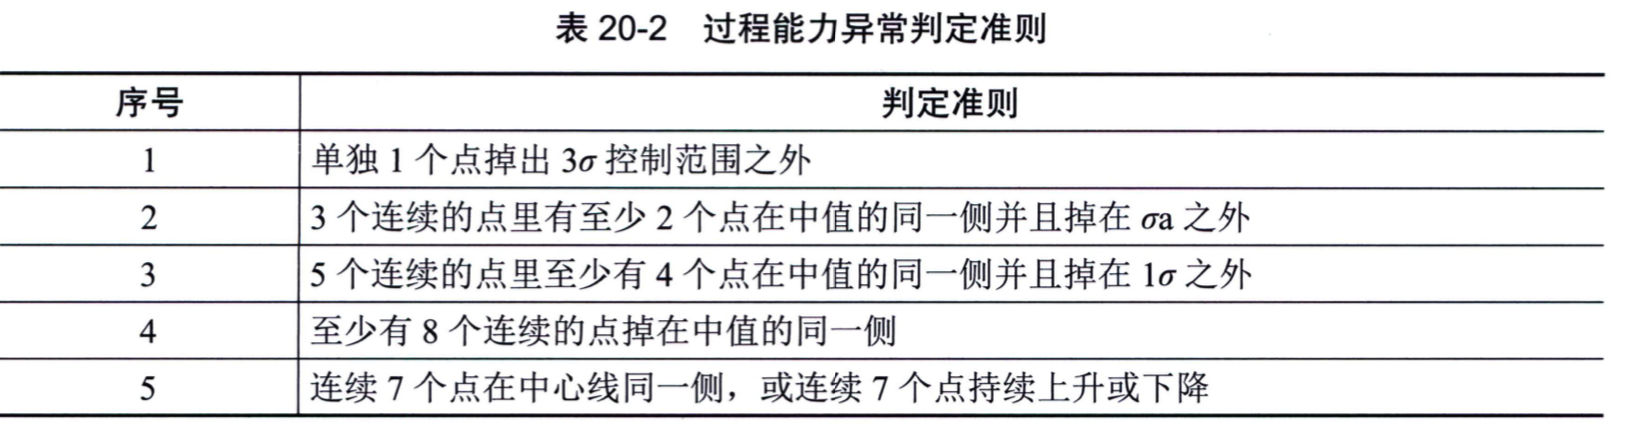 表 20-2 过程能力异常判定准则
序号 判定准则
1 单独 1 个点掉出 3σ 控制范围之外
2 3 个连续的点里有至少 2 个点在中值的同一侧并且掉在 σa 之外
3 5 个连续的点里至少有 4 个点在中值的同一侧并且掉在 1σ 之外
4 至少有 8 个连续的点掉在中值的同一侧
5 连续 7 个点在中心线同一侧，或连续 7 个点持续上升或下降